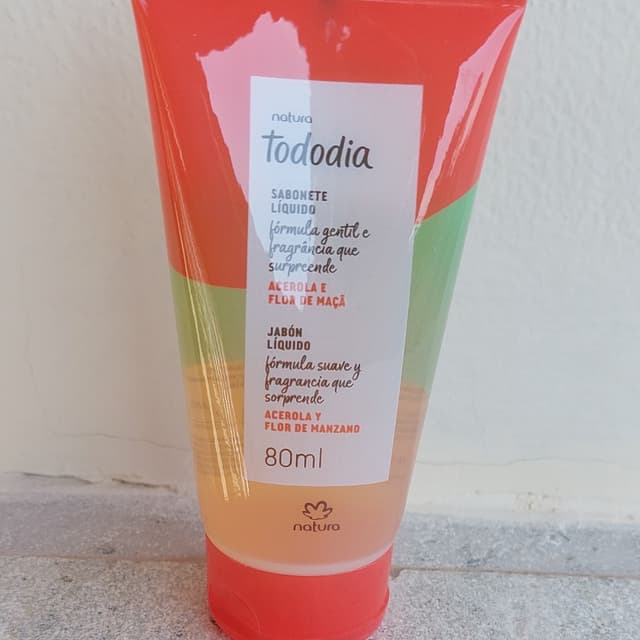 natura
tododia
SABONETE
LÍQUIDO
fórmula gentil e
fragrância que
surpreende
ACEROLA E
FLOR DE MAÇÃ
JABÓN
LÍQUIDO
fórmula suave y
fragrancia que
sorprende
ACEROLA Y
FLOR DE MANZANO
80ml
natura